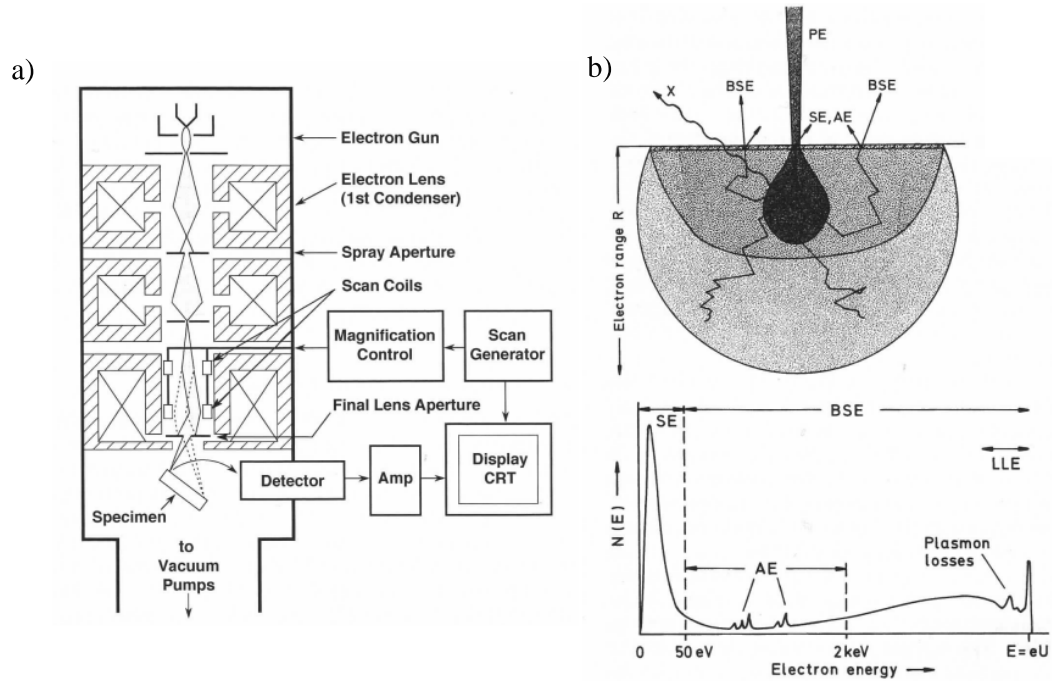 a)
Electron Gun
Electron Lens
(1st Condenser)
Spray Aperture
Scan Coils
Magnification
Control
Scan
Generator
Final Lens Aperture
Detector
Amp
Display
CRT
Specimen
to
Vacuum
Pumps
b)
PE
X
BSE
SE, AE
BSE
Electron range R
SE
BSE
LLE
N(E)
AE
Plasmon
losses
0
50 eV
2 keV
E=eU
Electron energy